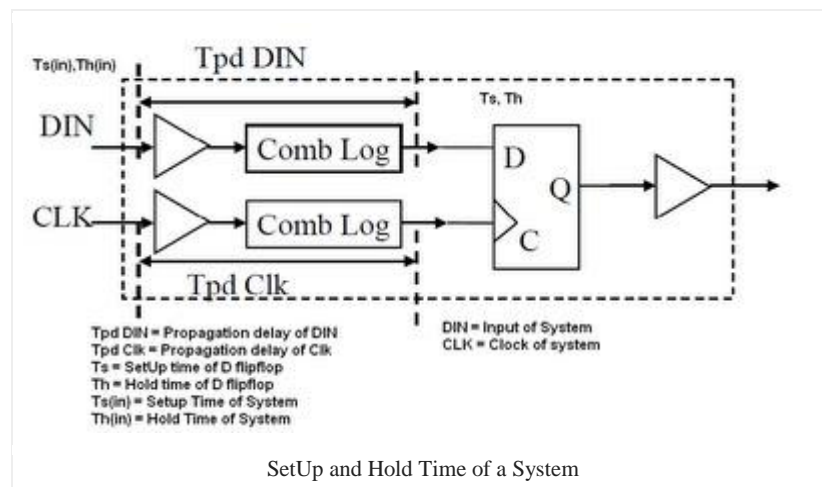 Ts(in),Th(in)
Tpd DIN
Ts, Th
DIN
Comb Log
D
Q
CLK
Comb Log
C
Tpd Clk
Tpd DIN = Propagation delay of DIN
Tpd Clk = Propagation delay of Clk
Ts = SetUp time of D flipflop
Th = Hold time of D flipflop
Ts(in) = Setup Time of System
Th(in) = Hold Time of System
DIN = Input of System
CLK = Clock of system
SetUp and Hold Time of a System